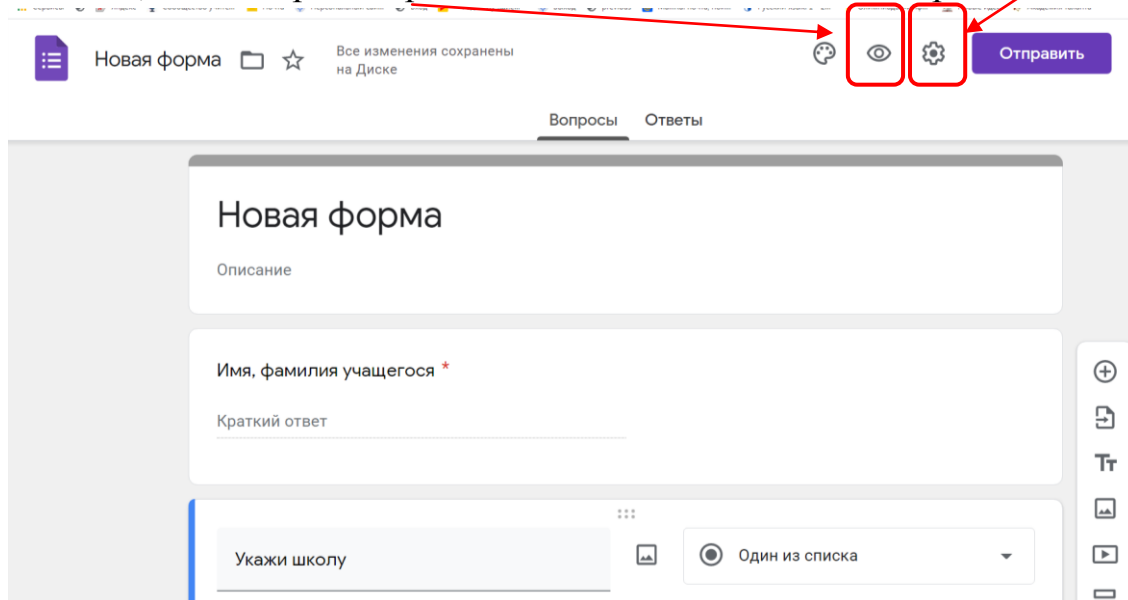 Новая форма
Все изменения сохранены
на Диске
Отправить
Вопросы Ответы
Новая форма
Описание
Имя, фамилия учащегося *
Краткий ответ
Укажи школу
Один из списка
Тт